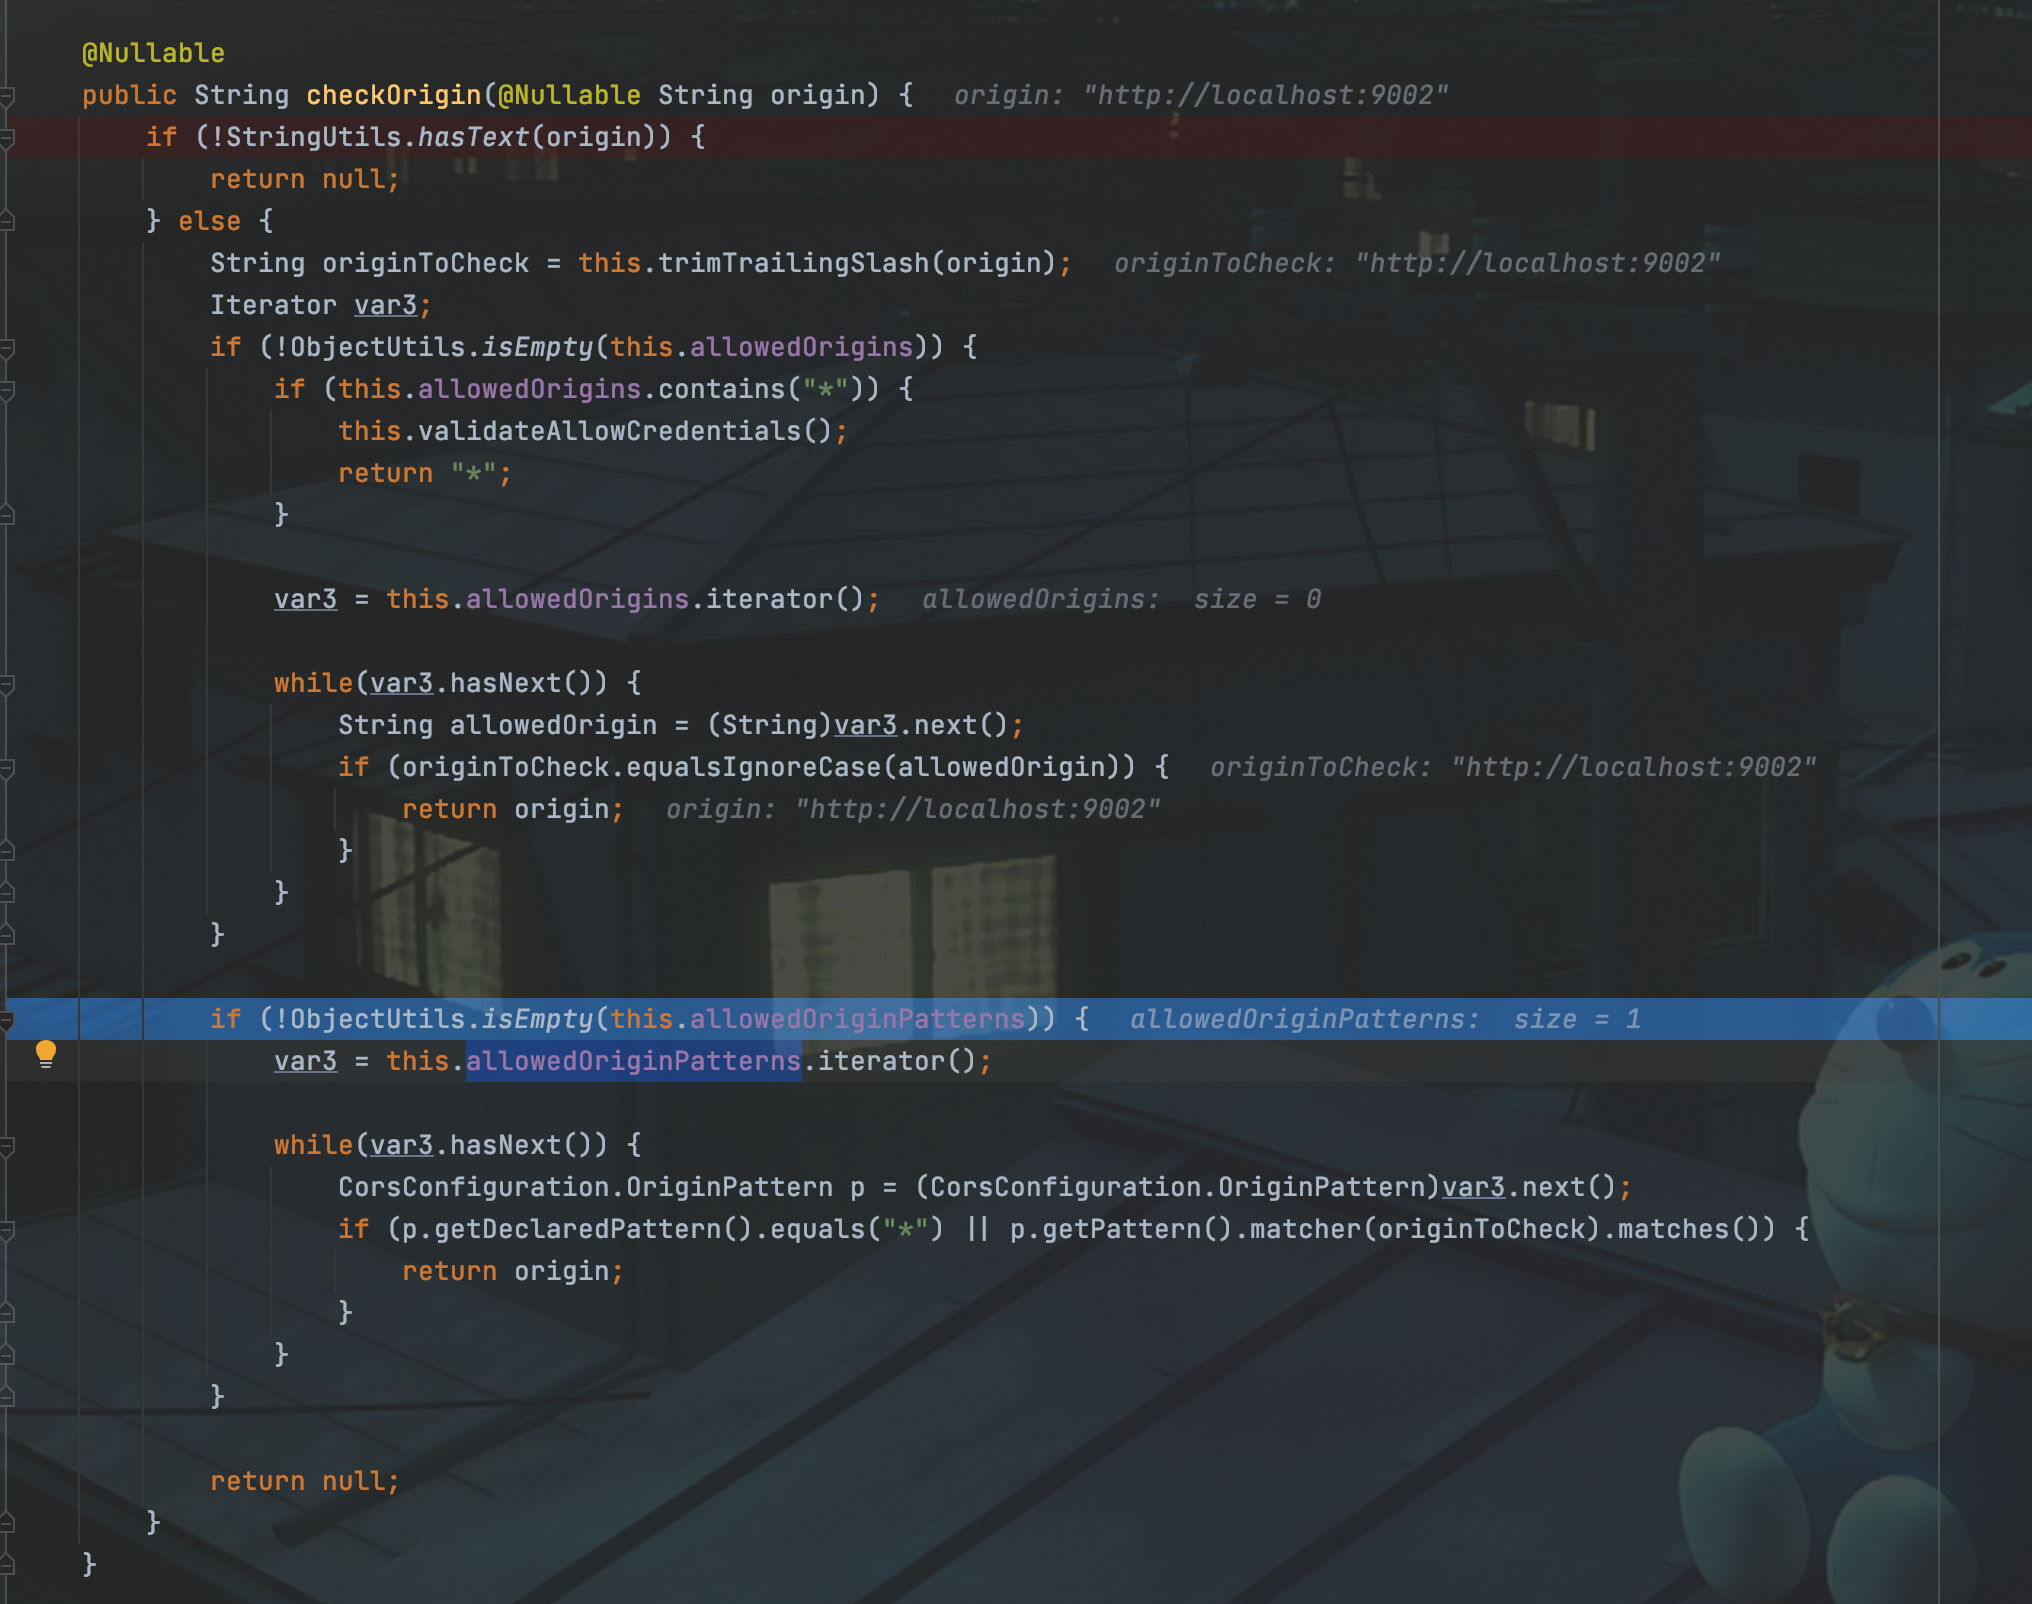 @Nullable
public String checkOrigin(@Nullable String origin) {   origin: "http://localhost:9002"
    if (!StringUtils.hasText(origin)) {
        return null;
    } else {
        String originToCheck = this.trimTrailingSlash(origin);   originToCheck: "http://localhost:9002"
        Iterator var3;
        if (!ObjectUtils.isEmpty(this.allowedOrigins)) {
            if (this.allowedOrigins.contains("*")) {
                this.validateAllowCredentials();
                return "*";
            }
            var3 = this.allowedOrigins.iterator();   allowedOrigins:  size = 0
            while(var3.hasNext()) {
                String allowedOrigin = (String)var3.next();
                if (originToCheck.equalsIgnoreCase(allowedOrigin)) {   originToCheck: "http://localhost:9002"
                    return origin;   origin: "http://localhost:9002"
                }
            }
        }
        if (!ObjectUtils.isEmpty(this.allowedOriginPatterns)) {   allowedOriginPatterns:  size = 1
            var3 = this.allowedOriginPatterns.iterator();
            while(var3.hasNext()) {
                CorsConfiguration.OriginPattern p = (CorsConfiguration.OriginPattern)var3.next();
                if (p.getDeclaredPattern().equals("*") || p.getPattern().matcher(originToCheck).matches()) {
                    return origin;
                }
            }
        }
        return null;
    }
}